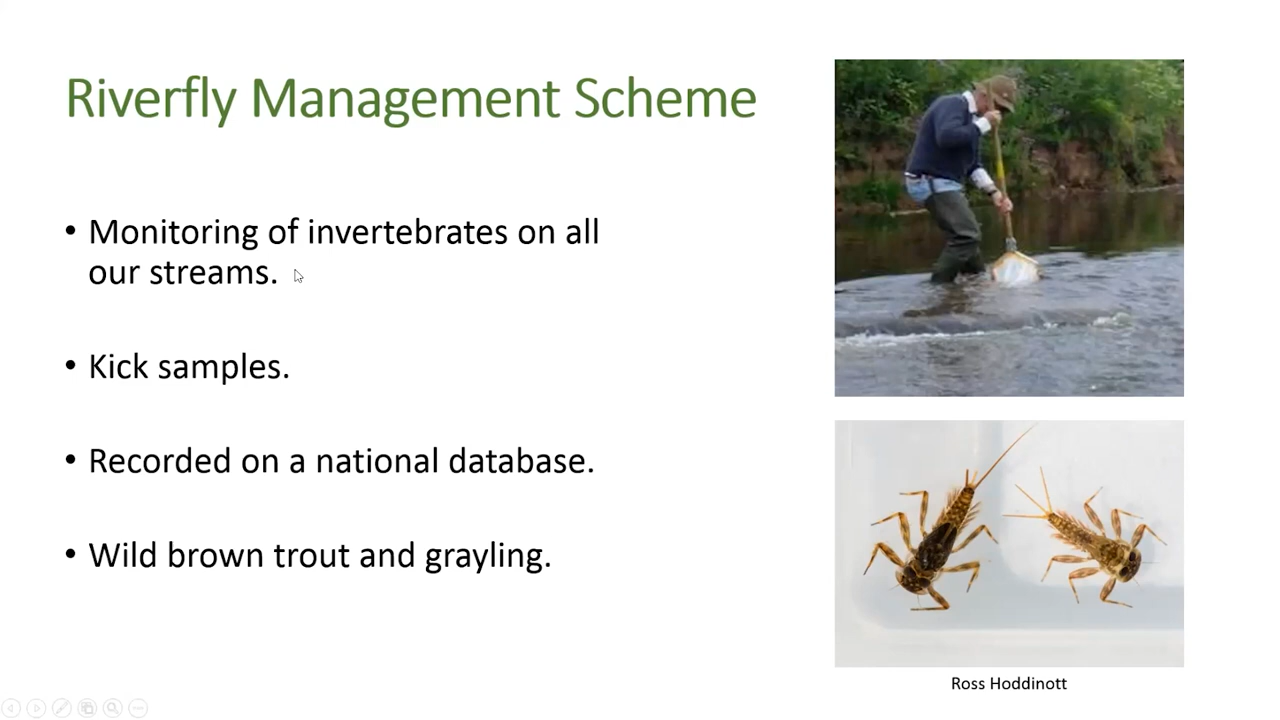 Riverfly Management Scheme
• Monitoring of invertebrates on all
our streams.
• Kick samples.
• Recorded on a national database.
• Wild brown trout and grayling.
Ross Hoddinott